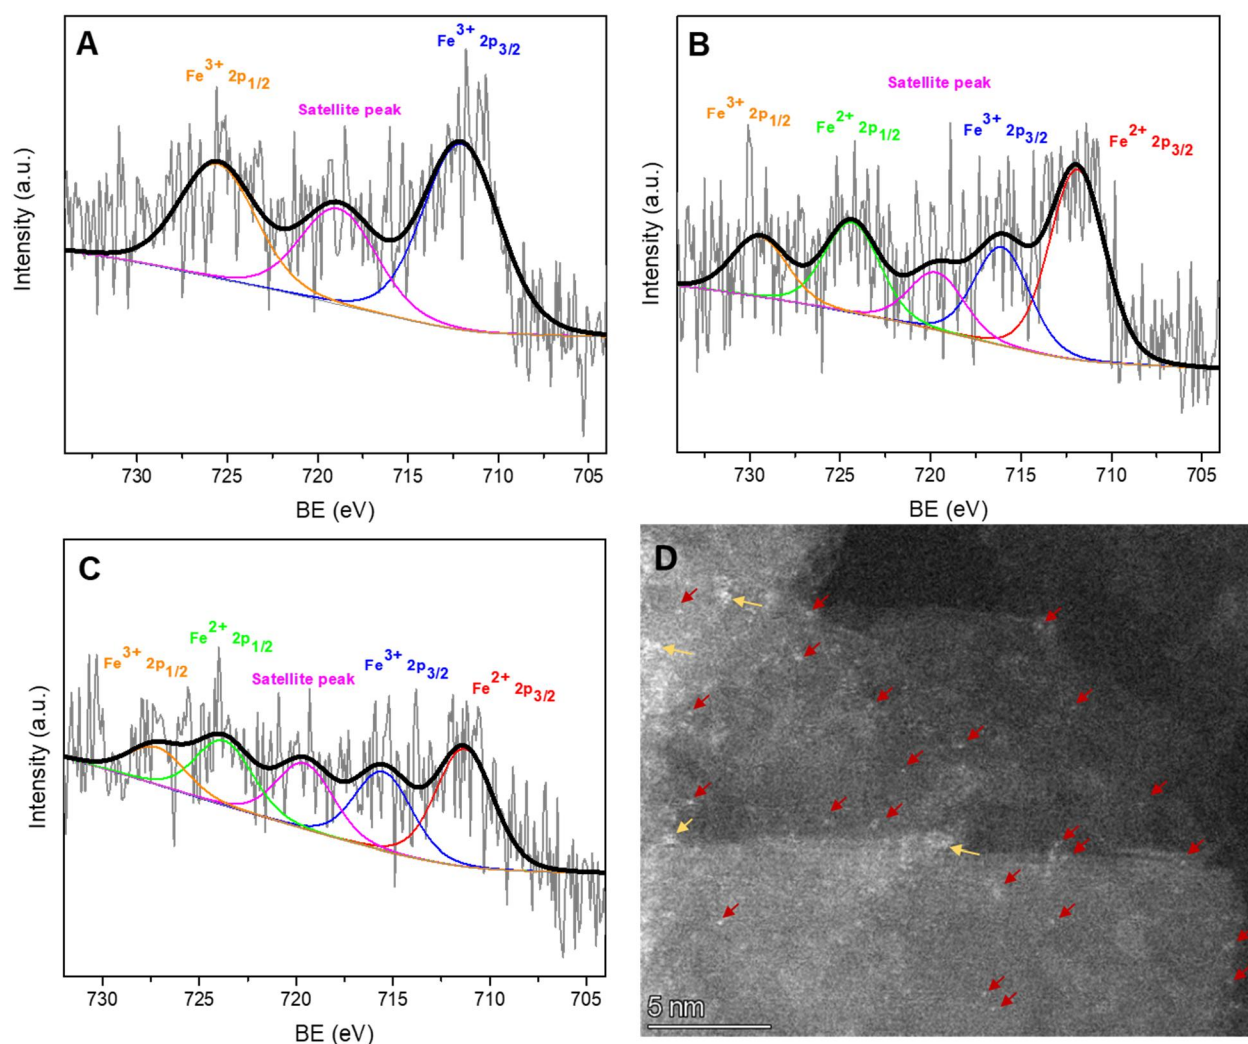 A
Fe3+ 2p1/2
Satellite peak
Fe3+ 2p3/2
Intensity (a.u.)
730 725 720 715 710 705
BE (eV)
B
Fe3+ 2p1/2
Fe2+ 2p1/2
Satellite peak
Fe3+ 2p3/2
Fe2+ 2p3/2
Intensity (a.u.)
730 725 720 715 710 705
BE (eV)
C
Fe3+ 2p1/2
Fe2+ 2p1/2
Satellite peak
Fe3+ 2p3/2
Fe2+ 2p3/2
Intensity (a.u.)
730 725 720 715 710 705
BE (eV)
D
5 nm